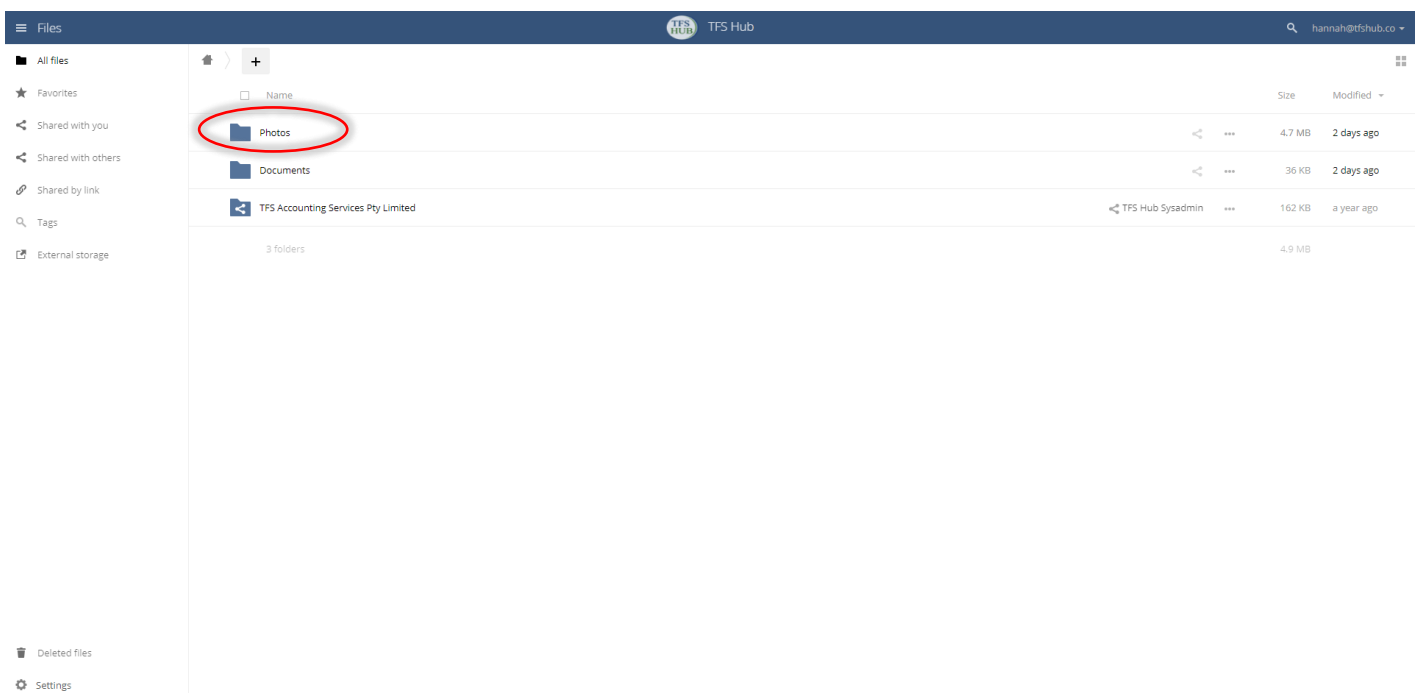 Files
TFS HUB
TFS Hub
hannah@tfshub.co
All files
+
Favorites
Name
Size
Modified
Shared with you
Photos
4.7 MB
2 days ago
Shared with others
Documents
36 KB
2 days ago
Shared by link
TFS Accounting Services Pty Limited
TFS Hub Sysadmin
162 KB
a year ago
Tags
3 folders
4.9 MB
External storage
Deleted files
Settings